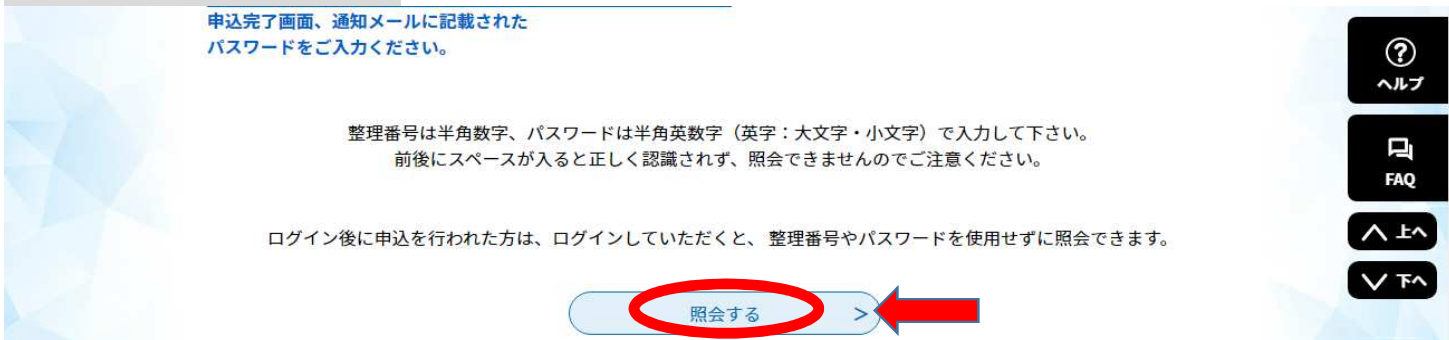 申込完了画面、通知メールに記載された
パスワードをご入力ください。
整理番号は半角数字、パスワードは半角英数字（英字：大文字・小文字）で入力して下さい。
前後にスペースが入ると正しく認識されず、照会できませんのでご注意ください。
ログイン後に申込を行われた方は、ログインしていただくと、 整理番号やパスワードを使用せずに照会できます。
照会する >
ヘルプ
FAQ
上へ
下へ